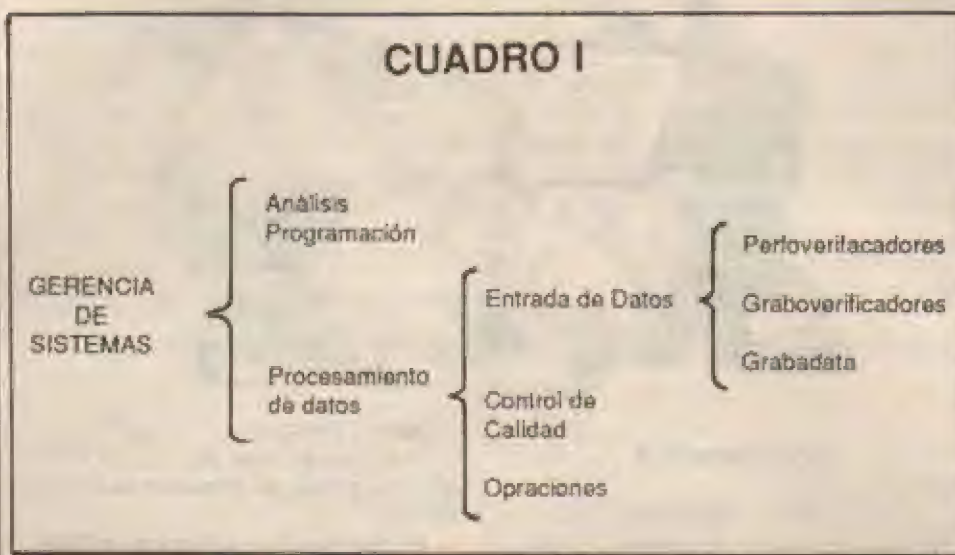 CUADRO I
GERENCIA
DE
SISTEMAS
Análisis
Programación
Procesamiento
de datos
Entrada de Datos
Control de
Calidad
Opraciones
Perfoverifacadores
Graboverificadores
Grabadata